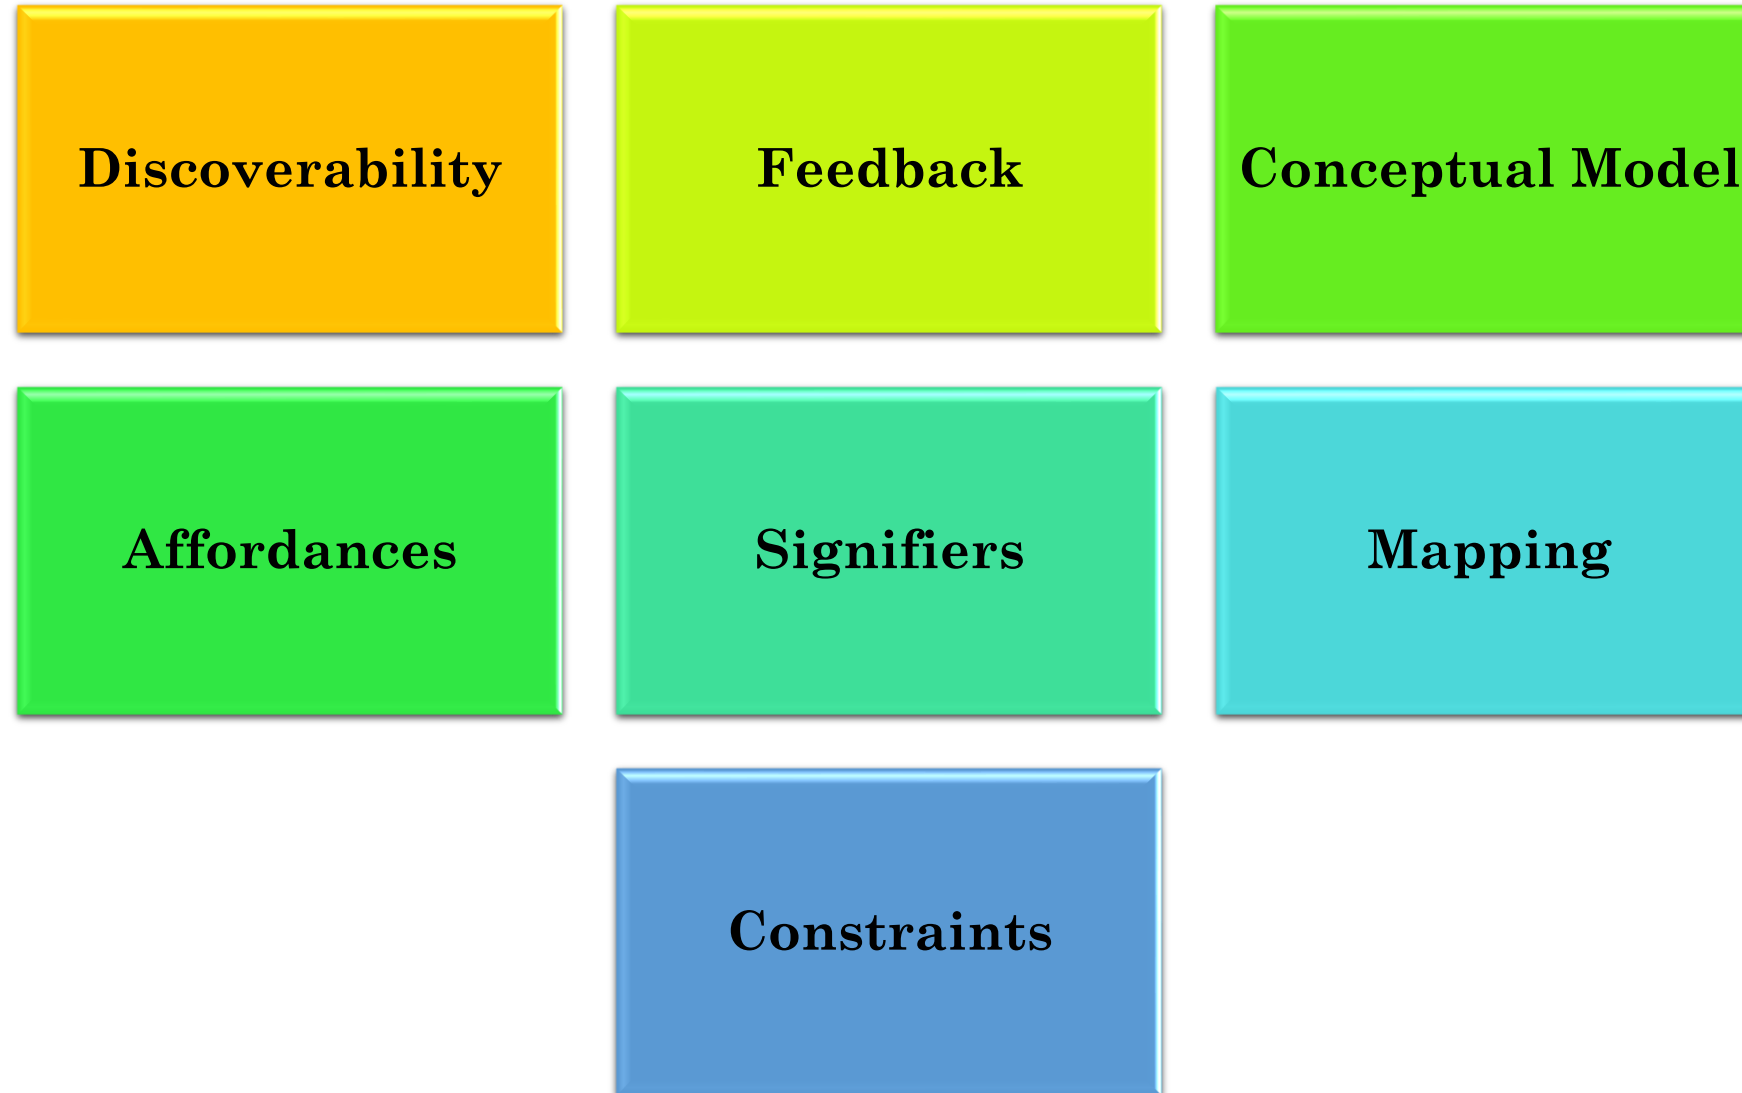 Discoverability
Feedback
Conceptual Model
Affordances
Signifiers
Mapping
Constraints